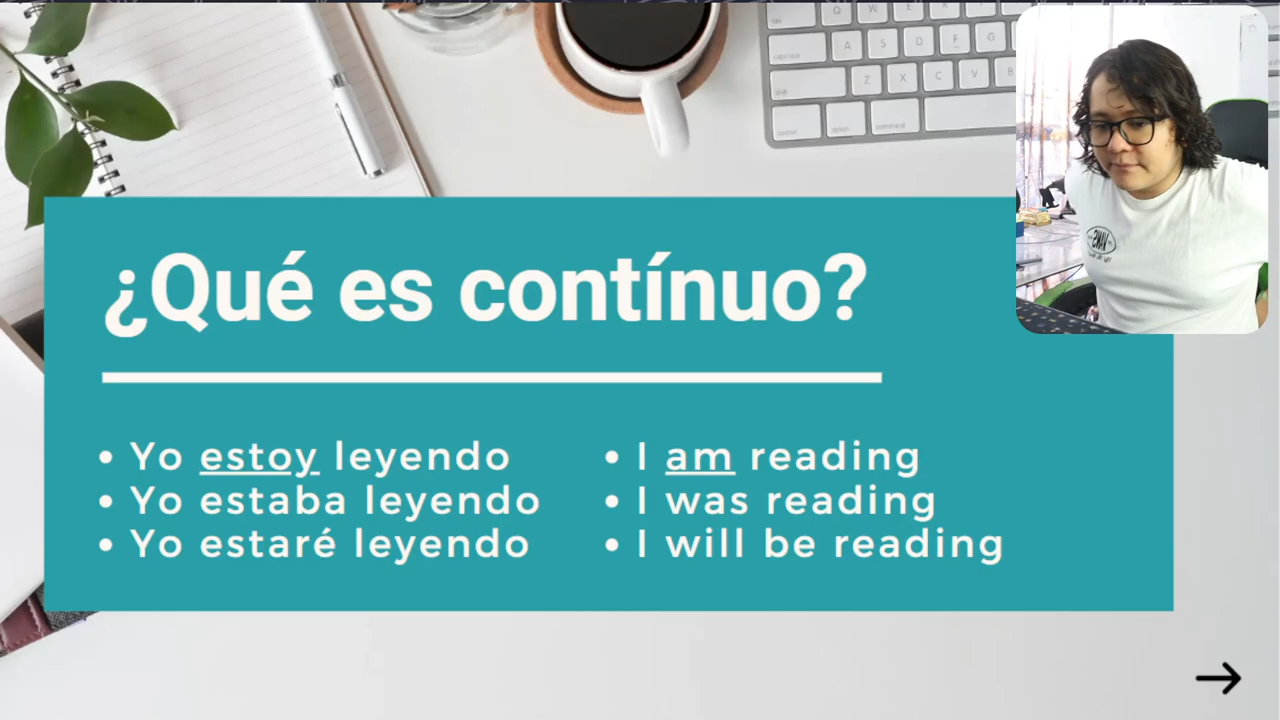 ¿Qué es contínuo?
Yo estoy leyendo
Yo estaba leyendo
Yo estaré leyendo
I am reading
I was reading
I will be reading